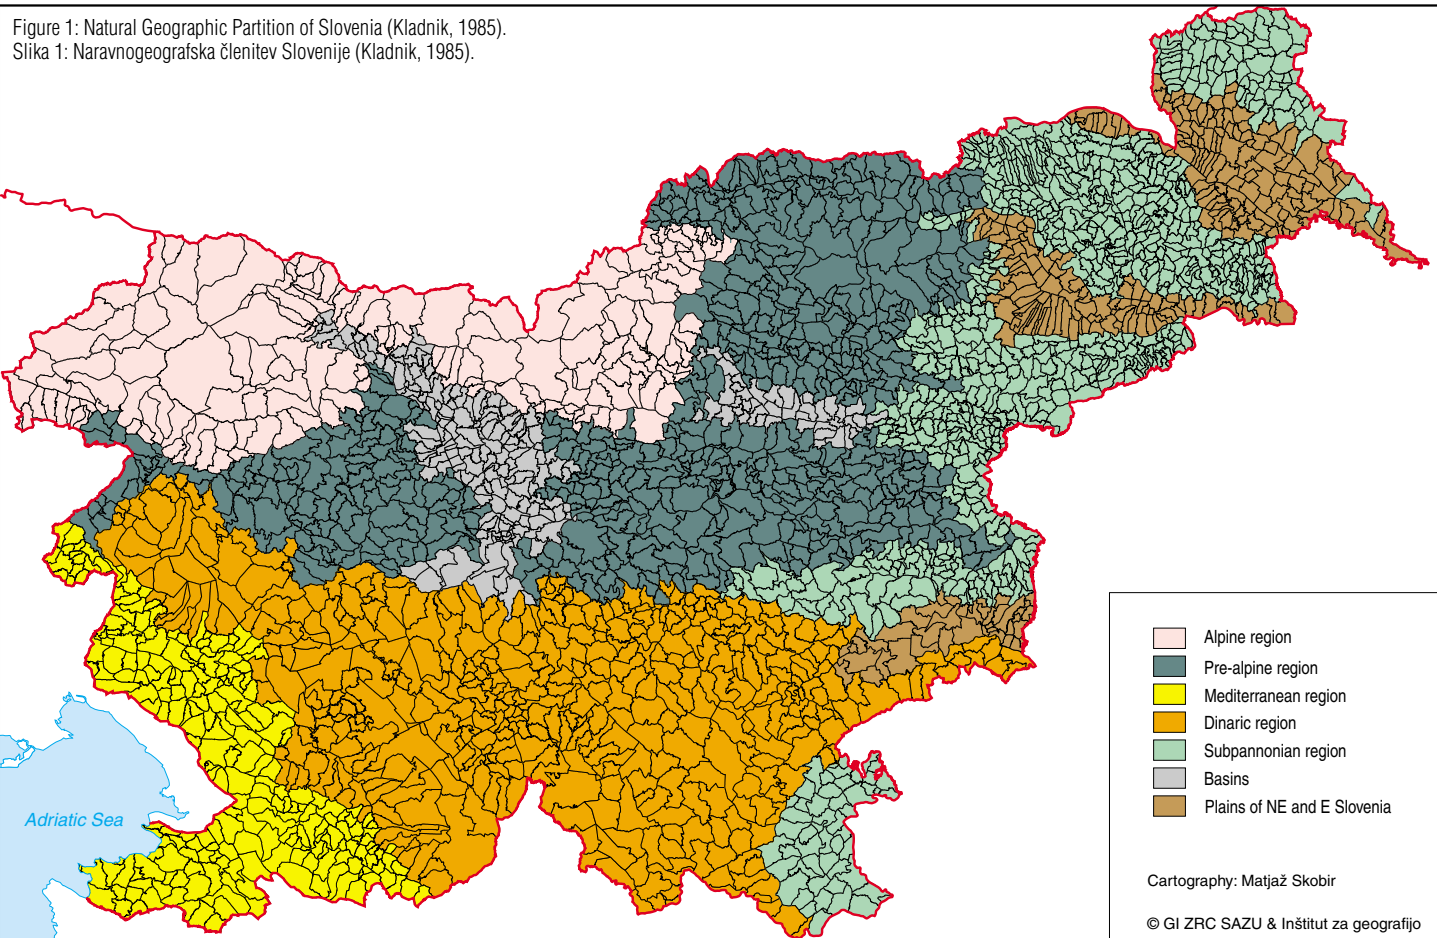 Figure 1: Natural Geographic Partition of Slovenia (Kladnik, 1985).
Slika 1: Naravnogeografska členitev Slovenije (Kladnik, 1985).
Adriatic Sea
Alpine region
Pre-alpine region
Mediterranean region
Dinaric region
Subpannonian region
Basins
Plains of NE and E Slovenia
Cartography: Matjaž Skobir
© GI ZRC SAZU & Inštitut za geografijo